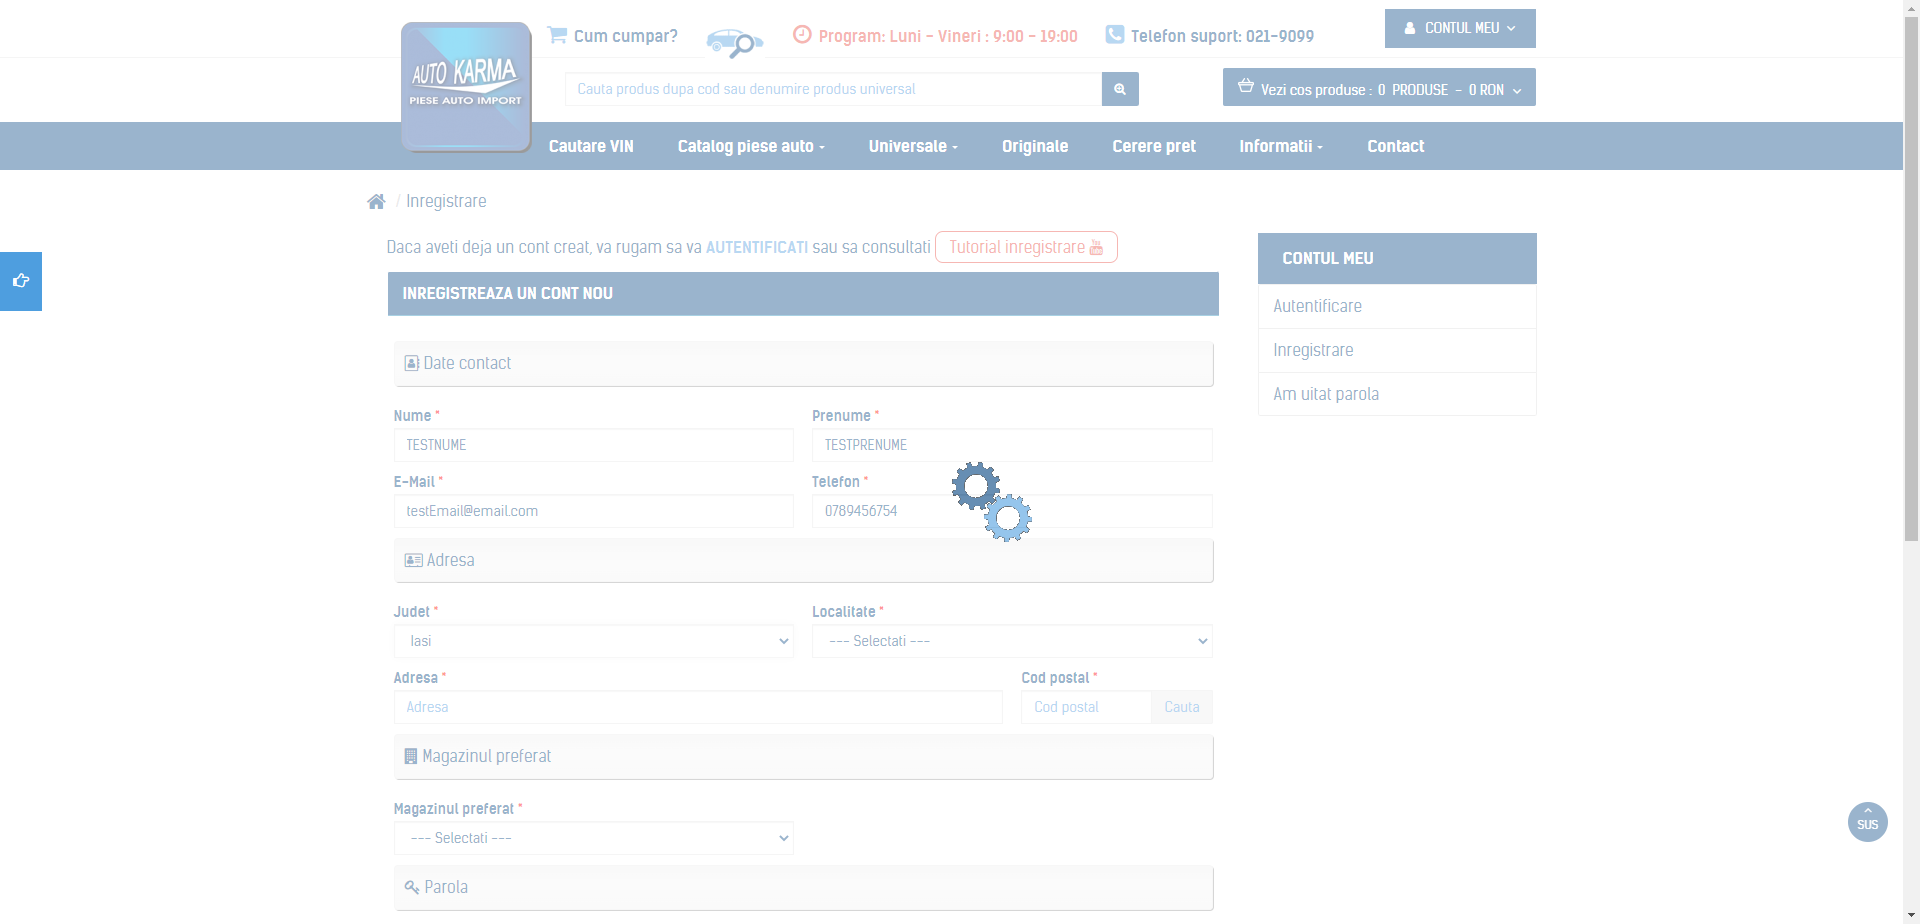 Cum cumpar?
Program: Luni - Vineri : 9:00 - 19:00
Telefon suport: 021-9099
CONTUL MEU
AUTO KARMA
PIESE AUTO IMPORT
Cauta produs dupa cod sau denumire produs universal
Vezi cos produse : 0 PRODUSE - 0 RON
Cautare VIN
Catalog piese auto
Universale
Originale
Cerere pret
Informatii
Contact
/ Inregistrare
Daca aveti deja un cont creat, va rugam sa va AUTENTIFICATI sau sa consultati Tutorial inregistrare
INREGISTREAZA UN CONT NOU
Date contact
Nume *
Prenume *
TESTNUME
TESTPRENUME
E-Mail *
Telefon *
testEmail@email.com
0789456754
Adresa
Judet *
Localitate *
Iasi
--- Selectati ---
Adresa *
Cod postal *
Adresa
Cod postal
Cauta
Magazinul preferat
Magazinul preferat *
--- Selectati ---
Parola
CONTUL MEU
Autentificare
Inregistrare
Am uitat parola
SUS